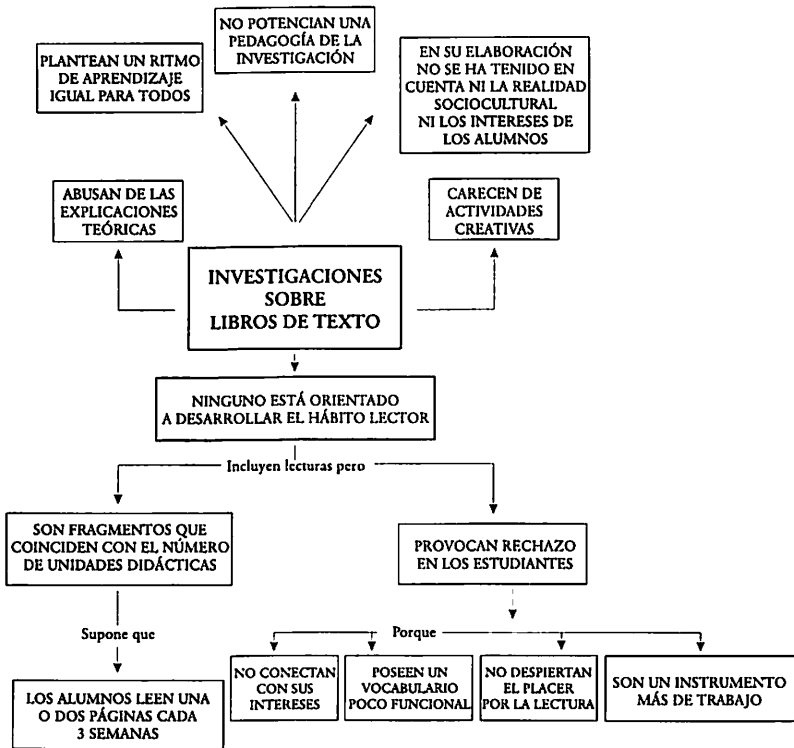 NO POTENCIAN UNA
PEDAGOGÍA DE LA
INVESTIGACIÓN
PLANTEAN UN RITMO
DE APRENDIZAJE
IGUAL PARA TODOS
EN SU ELABORACIÓN
NO SE HA TENIDO EN
CUENTA NI LA REALIDAD
SOCIOCULTURAL
NI LOS INTERESES DE
LOS ALUMNOS
ABUSAN DE LAS
EXPLICACIONES
TEÓRICAS
CARECEN DE
ACTIVIDADES
CREATIVAS
INVESTIGACIONES
SOBRE
LIBROS DE TEXTO
NINGUNO ESTÁ ORIENTADO
A DESARROLLAR EL HÁBITO LECTOR
Incluyen lecturas pero
SON FRAGMENTOS QUE
COINCIDEN CON EL NÚMERO
DE UNIDADES DIDÁCTICAS
PROVOCAN RECHAZO
EN LOS ESTUDIANTES
Supone que
Porque
LOS ALUMNOS LEEN UNA
O DOS PÁGINAS CADA
3 SEMANAS
NO CONECTAN
CON SUS
INTERESES
POSEEN UN
VOCABULARIO
POCO FUNCIONAL
NO DESPIERTAN
EL PLACER
POR LA LECTURA
SON UN INSTRUMENTO
MÁS DE TRABAJO